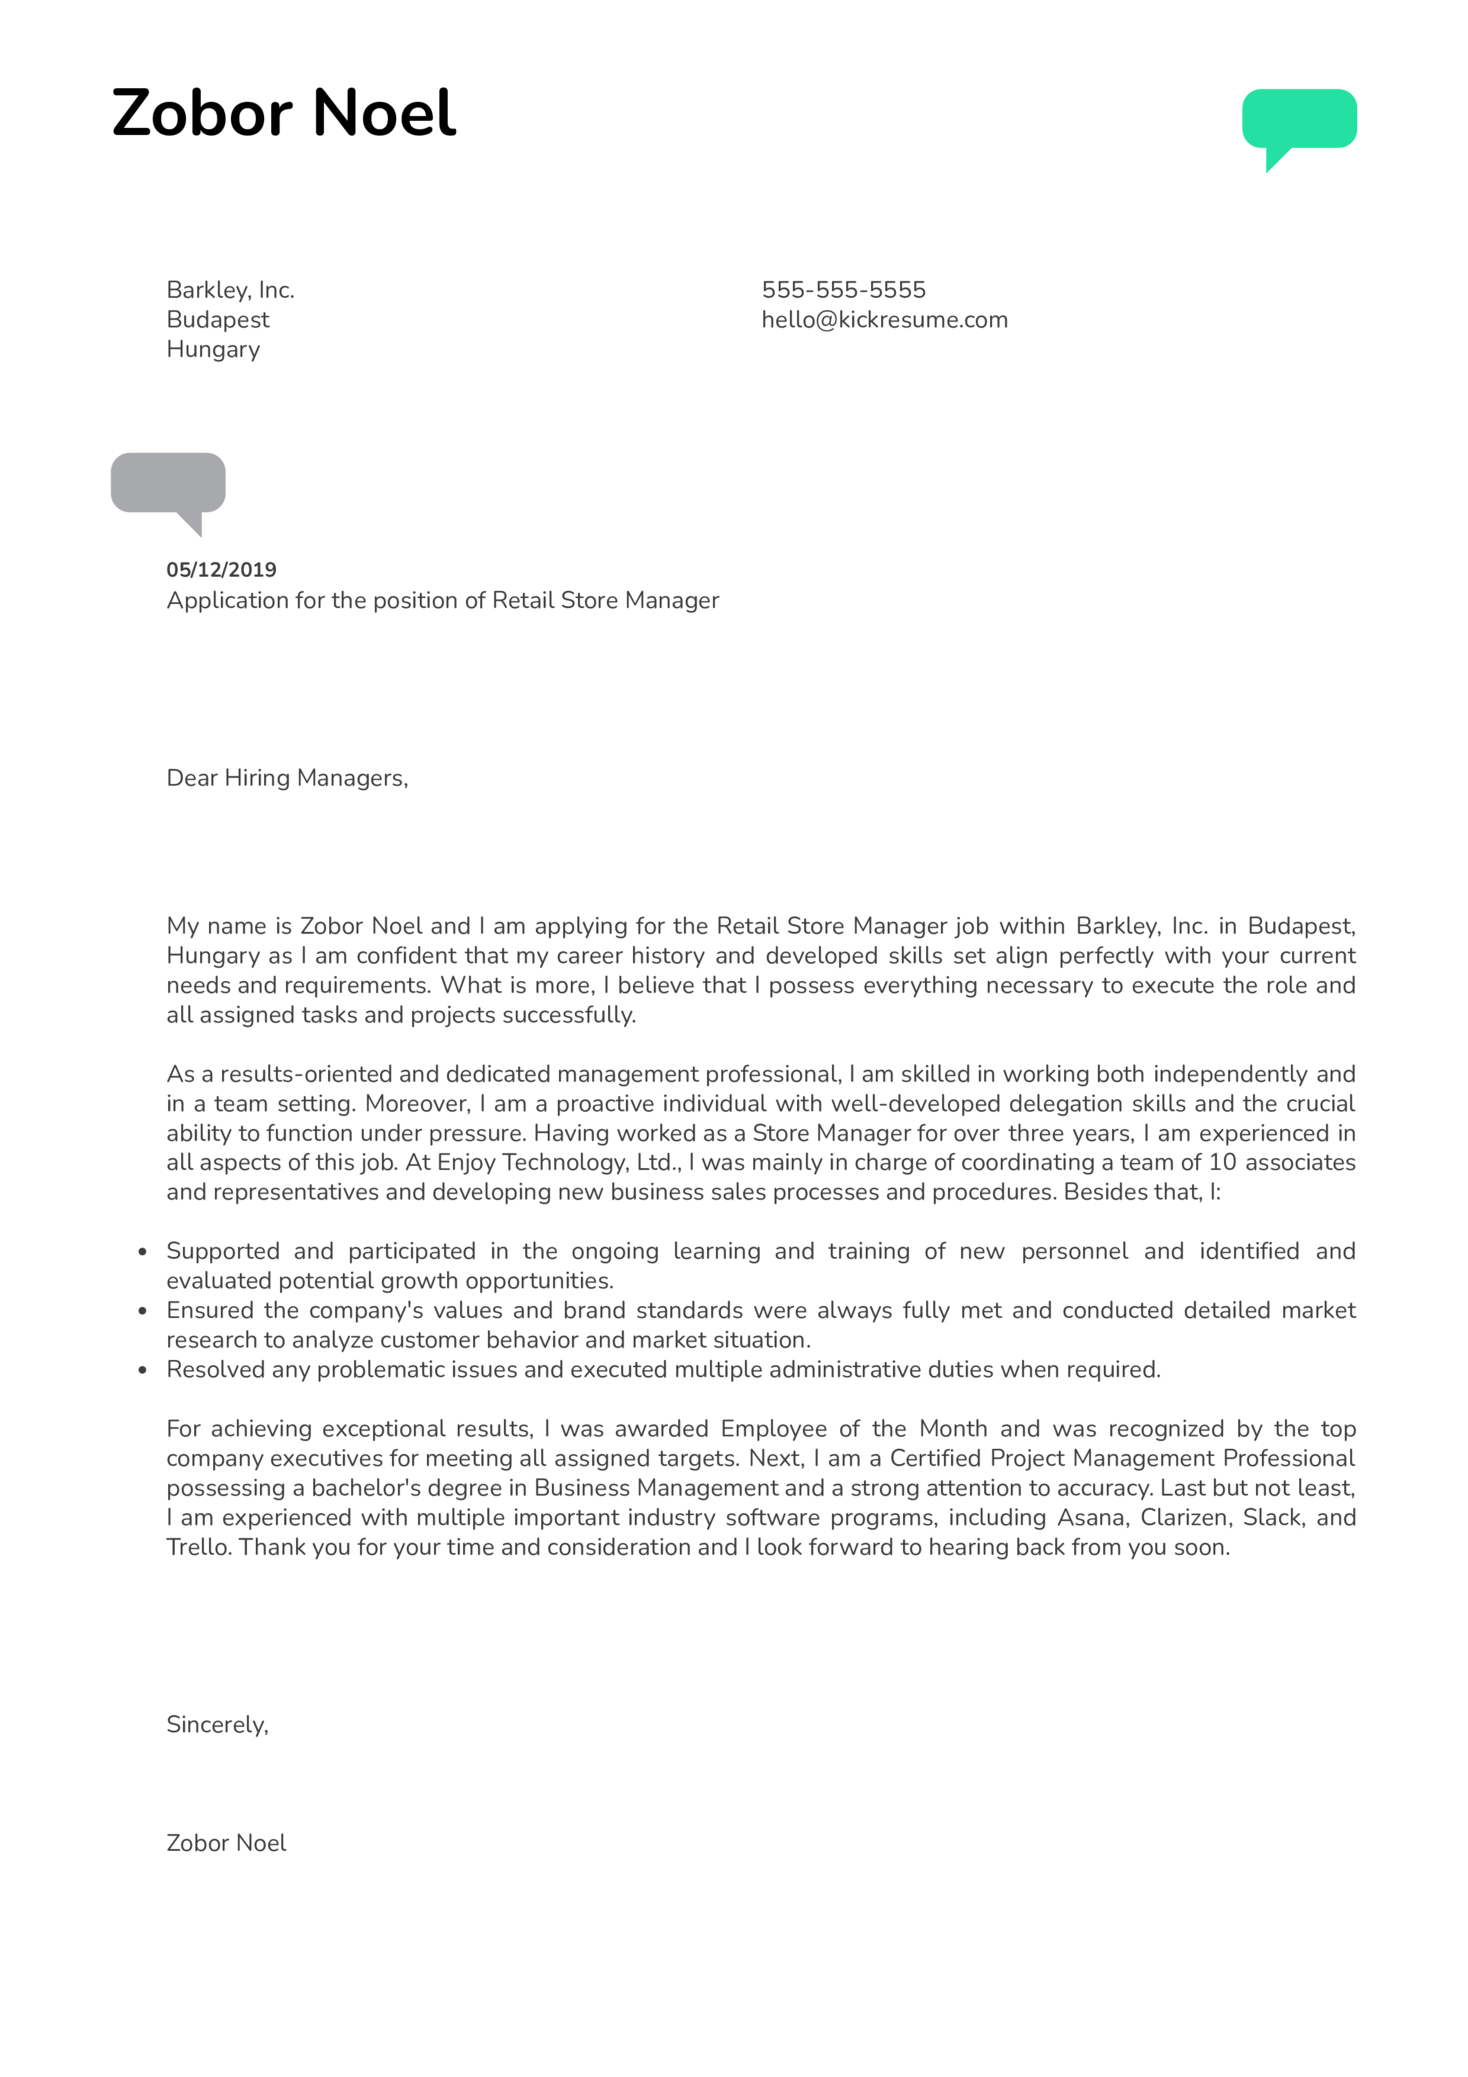 Zobor Noel
Barkley, Inc.
Budapest
Hungary
555-555-5555
hello@kickresume.com
05/12/2019
Application for the position of Retail Store Manager
Dear Hiring Managers,
My name is Zobor Noel and I am applying for the Retail Store Manager job within Barkley, Inc. in Budapest,
Hungary as I am confident that my career history and developed skills set align perfectly with your current
needs and requirements. What is more, I believe that I possess everything necessary to execute the role and
all assigned tasks and projects successfully.
As a results-oriented and dedicated management professional, I am skilled in working both independently and
in a team setting. Moreover, I am a proactive individual with well-developed delegation skills and the crucial
ability to function under pressure. Having worked as a Store Manager for over three years, I am experienced in
all aspects of this job. At Enjoy Technology, Ltd., I was mainly in charge of coordinating a team of 10 associates
and representatives and developing new business sales processes and procedures. Besides that, I:
• Supported and participated in the ongoing learning and training of new personnel and identified and
evaluated potential growth opportunities.
• Ensured the company's values and brand standards were always fully met and conducted detailed market
research to analyze customer behavior and market situation.
• Resolved any problematic issues and executed multiple administrative duties when required.
For achieving exceptional results, I was awarded Employee of the Month and was recognized by the top
company executives for meeting all assigned targets. Next, I am a Certified Project Management Professional
possessing a bachelor's degree in Business Management and a strong attention to accuracy. Last but not least,
I am experienced with multiple important industry software programs, including Asana, Clarizen, Slack, and
Trello. Thank you for your time and consideration and I look forward to hearing back from you soon.
Sincerely,
Zobor Noel